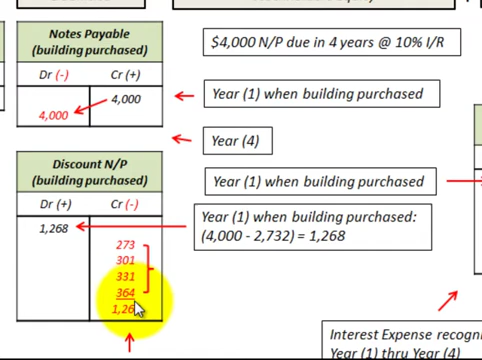 Notes Payable
(building purchased)
Dr (-) Cr (+)
4,000
4,000
$4,000 N/P due in 4 years @ 10% I/R
Year (1) when building purchased
Year (4)
Discount N/P
(building purchased)
Dr (+) Cr (-)
1,268
273
301
331
364
Year (1) when building purchased
Year (1) when building purchased:
(4,000 - 2,732) = 1,268
Interest Expense
Year (1) thru Year (4)